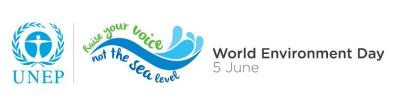 UNEP
Raise your voice
not the sea level
World Environment Day
5 June